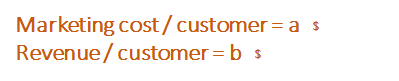 Marketing cost / customer = a $
Revenue / customer = b $